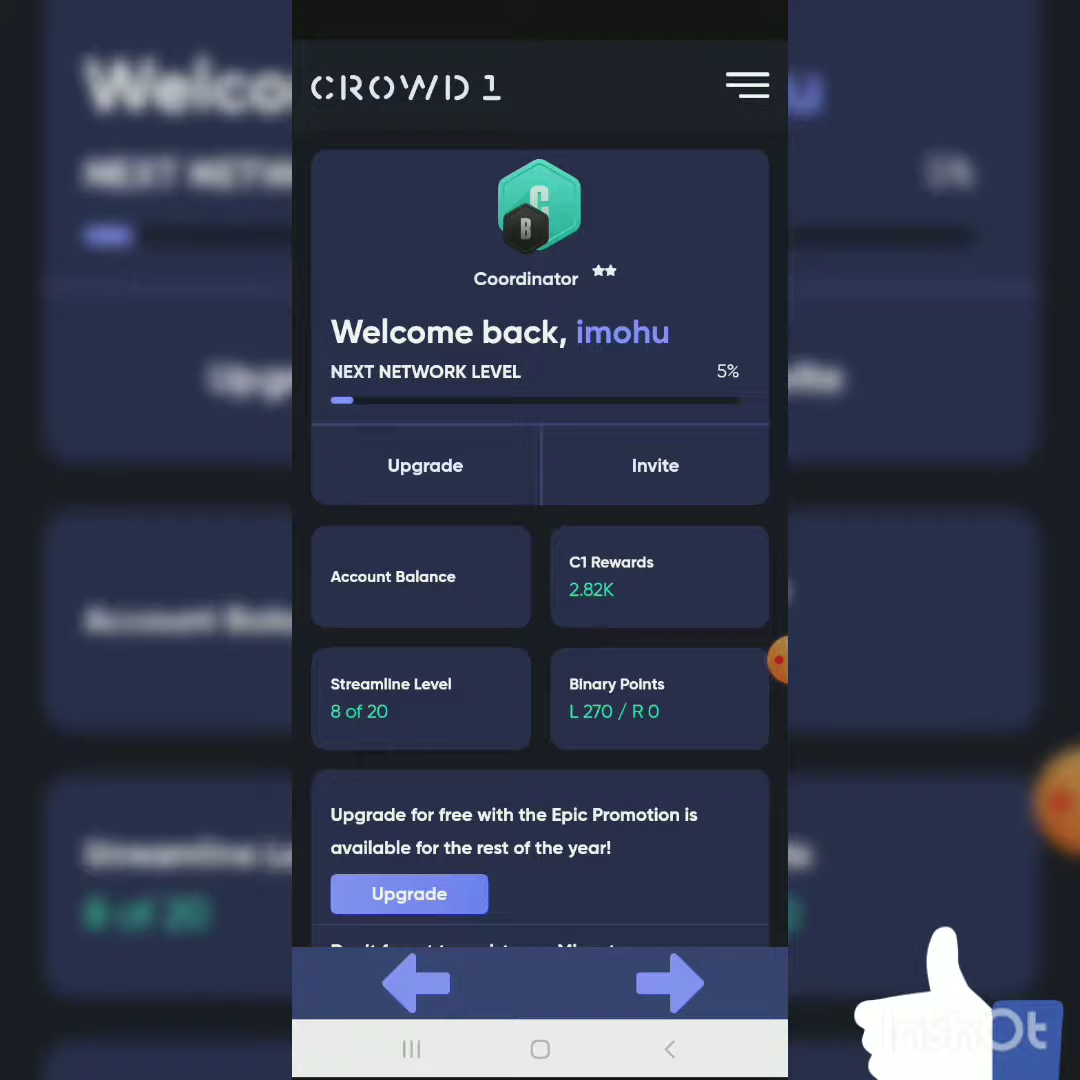 CROWD 1
C
B
Coordinator
Welcome back, imohu
NEXT NETWORK LEVEL 5%
Upgrade Invite
Account Balance
C1 Rewards
2.82K
Streamline Level
8 of 20
Binary Points
L 270 / R 0
Upgrade for free with the Epic Promotion is
available for the rest of the year!
Upgrade
InShOt